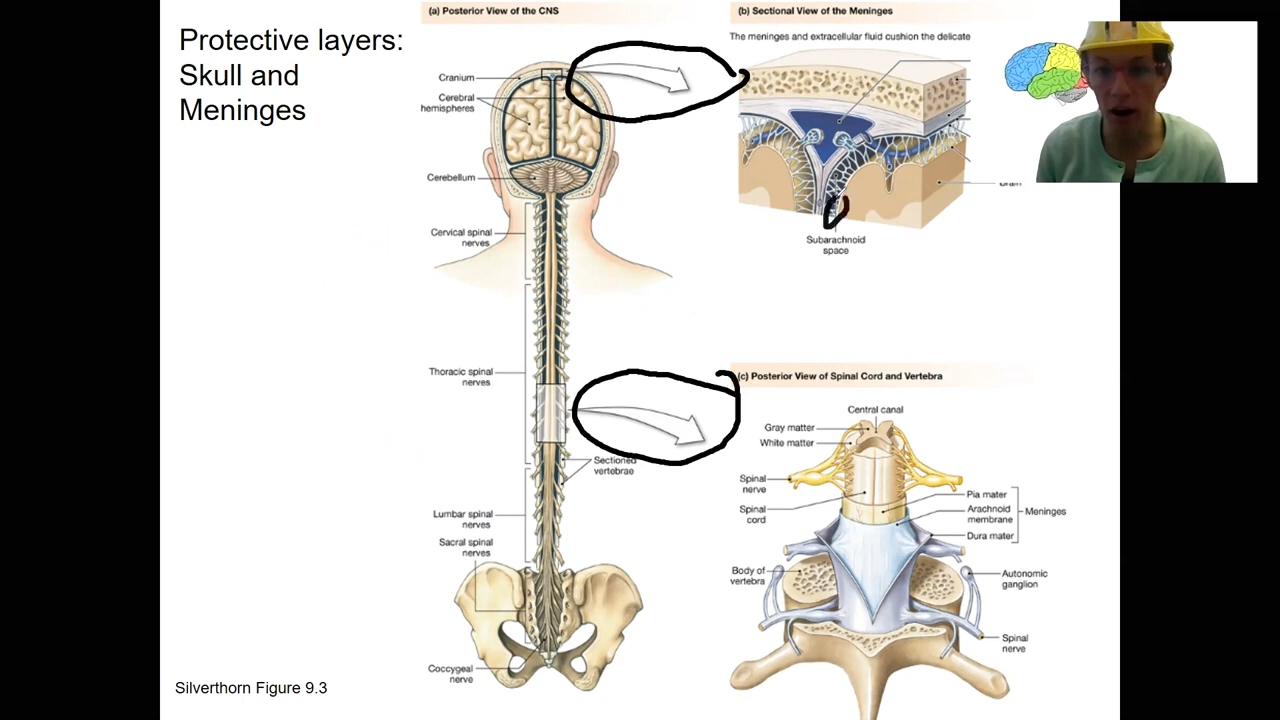 Protective layers:
Skull and
Meninges
(a) Posterior View of the CNS
Cranium
Cerebral
hemispheres
Cerebellum
Cervical spinal
nerves
Thoracic spinal
nerves
Sectioned
vertebrae
Lumbar spinal
nerves
Sacral spinal
nerves
Coccygeal
nerve
(b) Sectional View of the Meninges
The meninges and extracellular fluid cushion the delicate
Subarachnoid
space
(c) Posterior View of Spinal Cord and Vertebra
Central canal
Gray matter
White matter
Spinal
nerve
Spinal
cord
Pia mater
Arachnoid
membrane
Meninges
Dura mater
Body of
vertebra
Autonomic
ganglion
Spinal
nerve
Silverthorn Figure 9.3